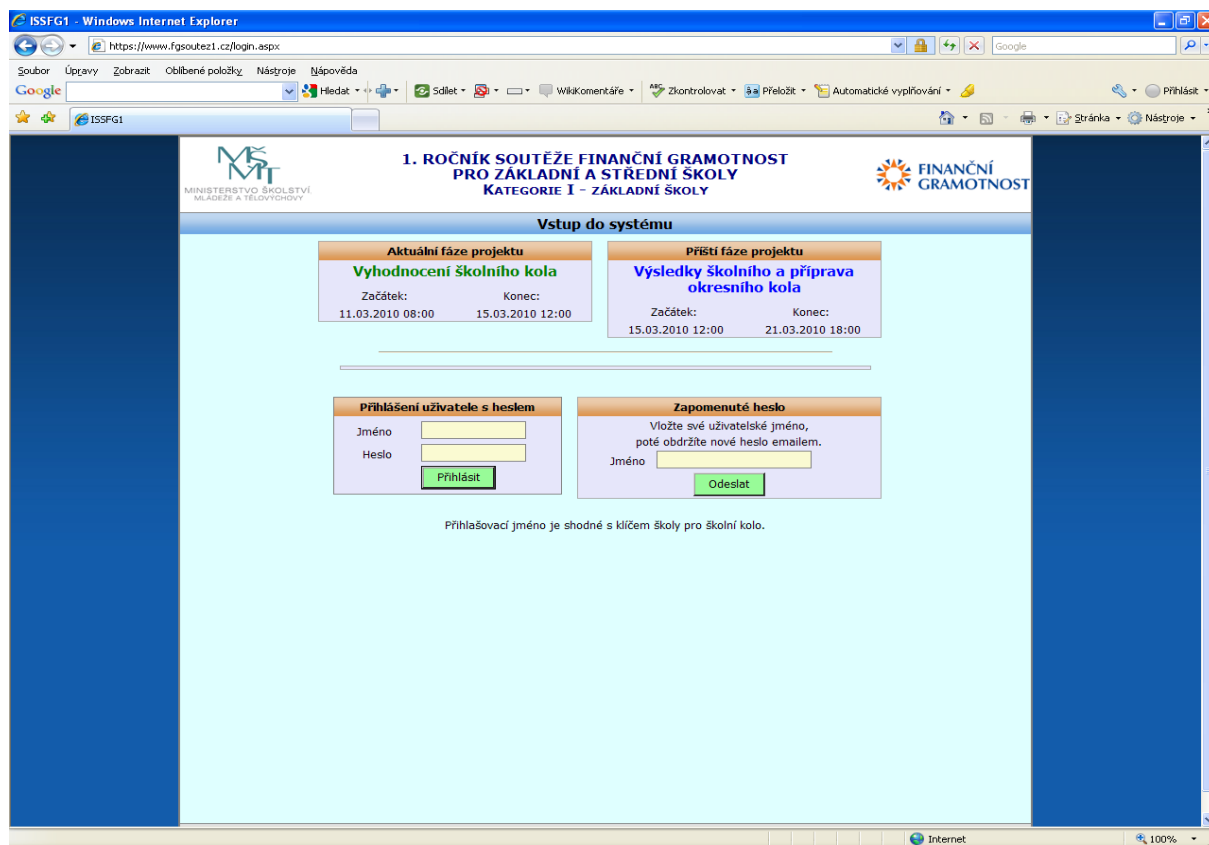 ISSFG1 - Windows Internet Explorer
https://www.fgsoutez1.cz/login.aspx
Google
Soubor Úpravy Zobrazit Oblíbené položky Nástroje Nápověda
Google Hledat Sdílet WikiKomentáře Zkontrolovat Přeložit Automatické vyplňování Přihlásit
ISSFG1
Stránka Nástroje
MŠMT
MINISTERSTVO ŠKOLSTVÍ
MLÁDEŽE A TĚLOVÝCHOVY
1. ROČNÍK SOUTĚŽE FINANČNÍ GRAMOTNOST
PRO ZÁKLADNÍ A STŘEDNÍ ŠKOLY
KATEGORIE I - ZÁKLADNÍ ŠKOLY
FINANČNÍ
GRAMOTNOST
Vstup do systému
Aktuální fáze projektu
Vyhodnocení školního kola
Začátek: Konec:
11.03.2010 08:00 15.03.2010 12:00
Příští fáze projektu
Výsledky školního a příprava
okresního kola
Začátek: Konec:
15.03.2010 12:00 21.03.2010 18:00
Přihlášení uživatele s heslem
Jméno
Heslo
Přihlásit
Zapomenuté heslo
Vložte své uživatelské jméno,
poté obdržíte nové heslo emailem.
Jméno
Odeslat
Přihlašovací jméno je shodné s klíčem školy pro školní kolo.
Internet
100%